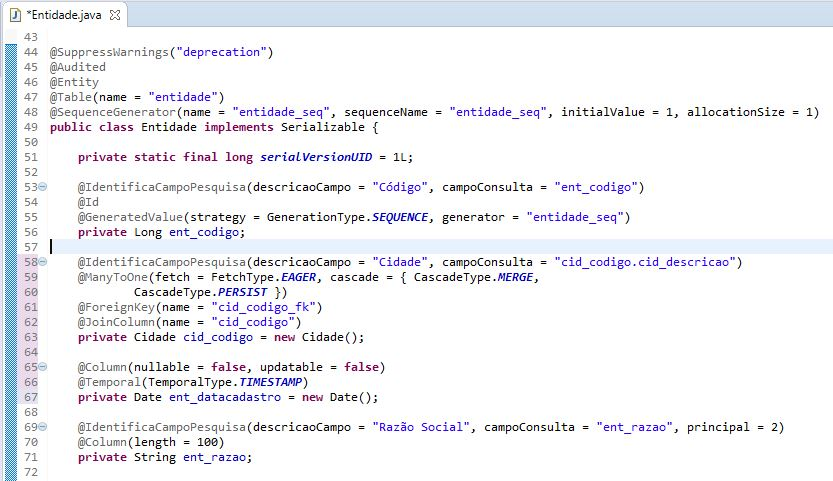 *Entidade.java
43
44 @SuppressWarnings("deprecation")
45 @Audited
46 @Entity
47 @Table(name = "entidade")
48 @SequenceGenerator(name = "entidade_seq", sequenceName = "entidade_seq", initialValue = 1, allocationSize = 1)
49 public class Entidade implements Serializable {
50
51     private static final long serialVersionUID = 1L;
52
53     @IdentificaCampoPesquisa(descricaoCampo = "Código", campoConsulta = "ent_codigo")
54     @Id
55     @GeneratedValue(strategy = GenerationType.SEQUENCE, generator = "entidade_seq")
56     private Long ent_codigo;
57
58     @IdentificaCampoPesquisa(descricaoCampo = "Cidade", campoConsulta = "cid_codigo.cid_descricao")
59     @ManyToOne(fetch = FetchType.EAGER, cascade = { CascadeType.MERGE,
60             CascadeType.PERSIST })
61     @ForeignKey(name = "cid_codigo_fk")
62     @JoinColumn(name = "cid_codigo")
63     private Cidade cid_codigo = new Cidade();
64
65     @Column(nullable = false, updatable = false)
66     @Temporal(TemporalType.TIMESTAMP)
67     private Date ent_datacadastro = new Date();
68
69     @IdentificaCampoPesquisa(descricaoCampo = "Razão Social", campoConsulta = "ent_razao", principal = 2)
70     @Column(length = 100)
71     private String ent_razao;
72